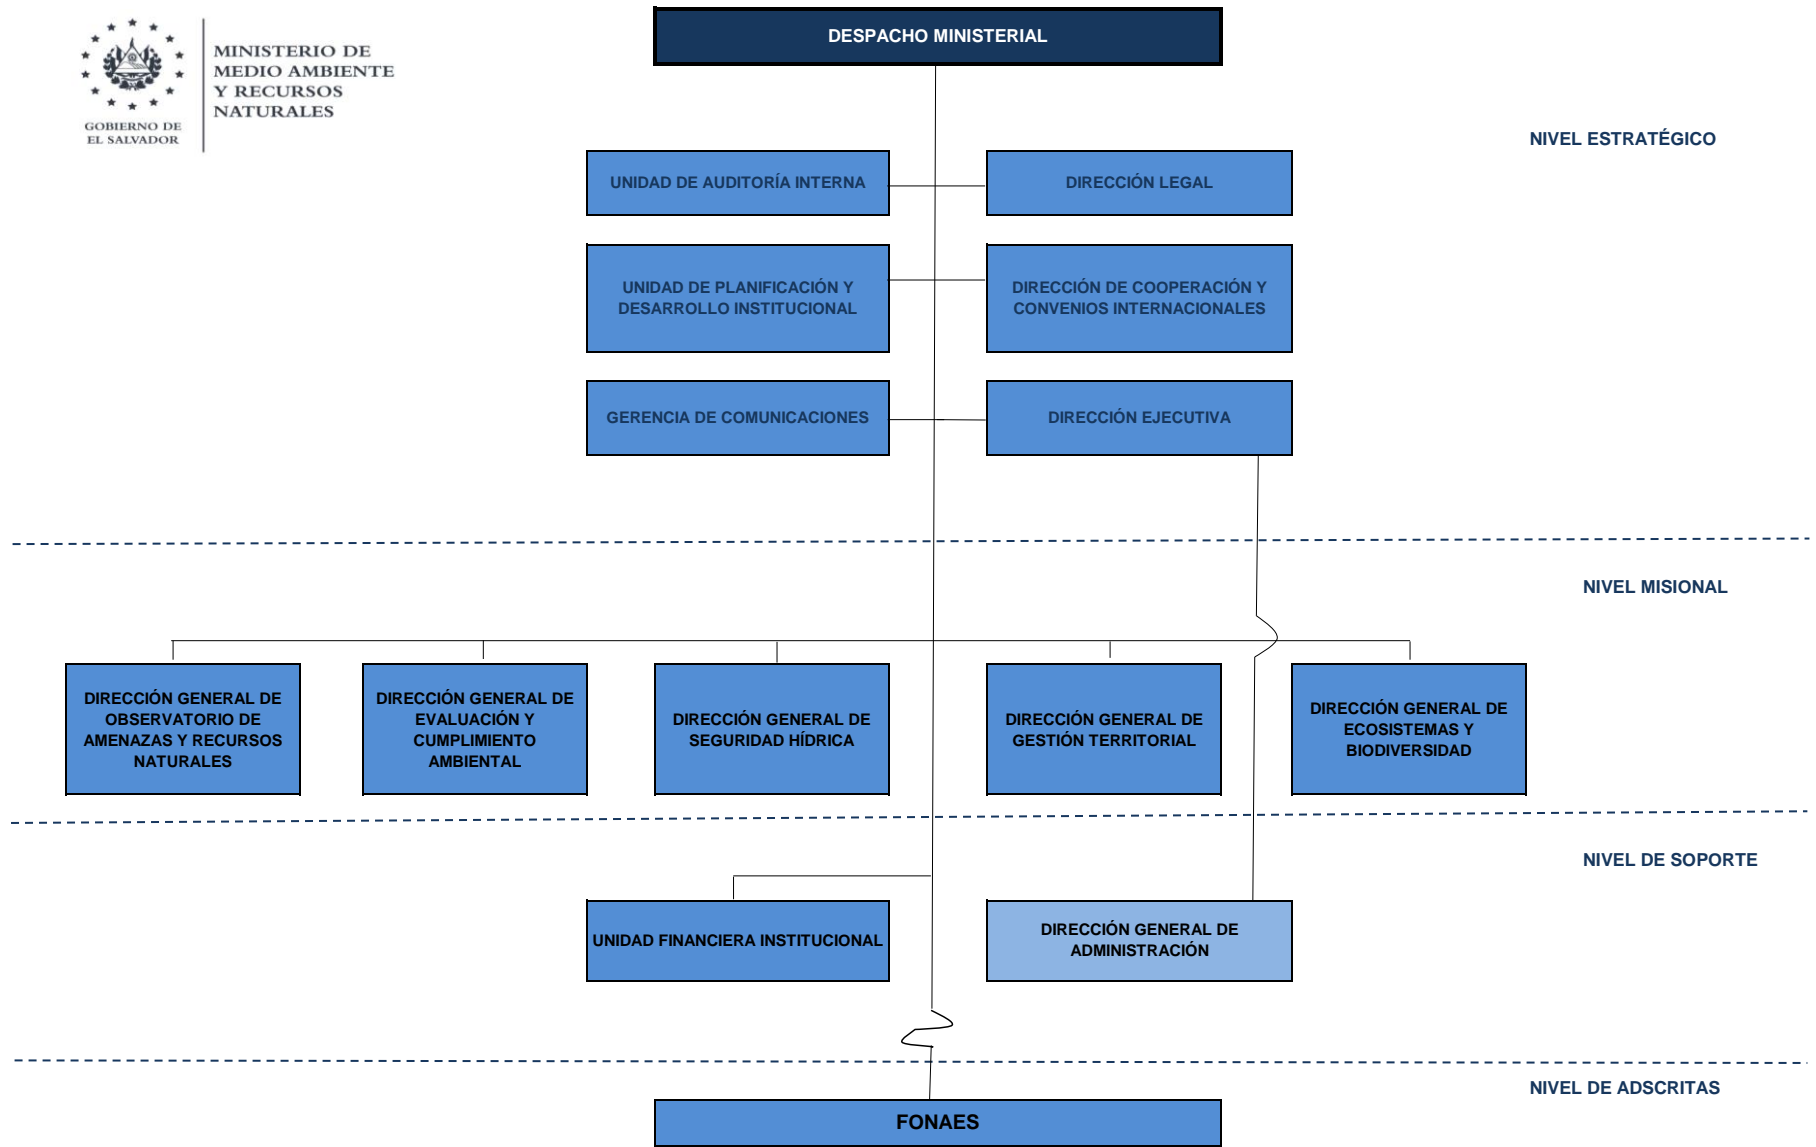 MINISTERIO DE
MEDIO AMBIENTE
Y RECURSOS
NATURALES
GOBIERNO DE
EL SALVADOR
DESPACHO MINISTERIAL
NIVEL ESTRATÉGICO
UNIDAD DE AUDITORÍA INTERNA
DIRECCIÓN LEGAL
UNIDAD DE PLANIFICACIÓN Y
DESARROLLO INSTITUCIONAL
DIRECCIÓN DE COOPERACIÓN Y
CONVENIOS INTERNACIONALES
GERENCIA DE COMUNICACIONES
DIRECCIÓN EJECUTIVA
NIVEL MISIONAL
DIRECCIÓN GENERAL DE
OBSERVATORIO DE
AMENAZAS Y RECURSOS
NATURALES
DIRECCIÓN GENERAL DE
EVALUACIÓN Y
CUMPLIMIENTO
AMBIENTAL
DIRECCIÓN GENERAL DE
SEGURIDAD HÍDRICA
DIRECCIÓN GENERAL DE
GESTIÓN TERRITORIAL
DIRECCIÓN GENERAL DE
ECOSISTEMAS Y
BIODIVERSIDAD
NIVEL DE SOPORTE
UNIDAD FINANCIERA INSTITUCIONAL
DIRECCIÓN GENERAL DE
ADMINISTRACIÓN
NIVEL DE ADSCRITAS
FONAES